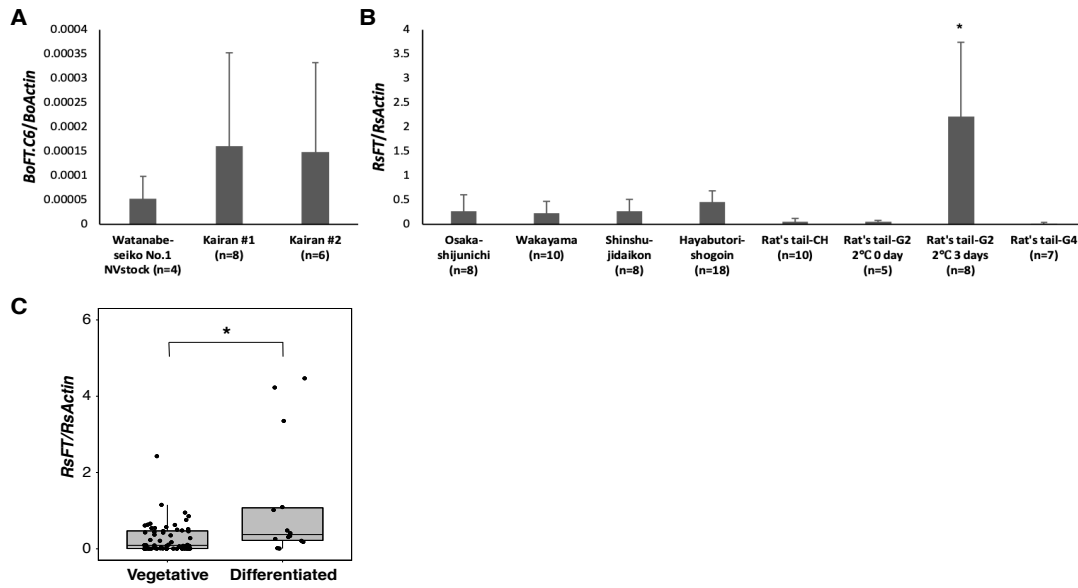 A
BoFT.C6/BoActin
0.0004
0.00035
0.0003
0.00025
0.0002
0.00015
0.0001
0.00005
0
Watanabe-
seiko No.1
NVstock (n=4)
Kairan #1
(n=8)
Kairan #2
(n=6)
B
RsFT/RsActin
4
3.5
3
2.5
2
1.5
1
0.5
0
*
Osaka-
shijunichi
(n=8)
Wakayama
(n=10)
Shinshu-
jidaikon
(n=8)
Hayabutori-
shogoin
(n=18)
Rat's tail-CH
(n=10)
Rat's tail-G2
2°C 0 day
(n=5)
Rat's tail-G2
2°C 3 days
(n=8)
Rat's tail-G4
(n=7)
C
RsFT/RsActin
6
4
2
0
*
Vegetative
Differentiated